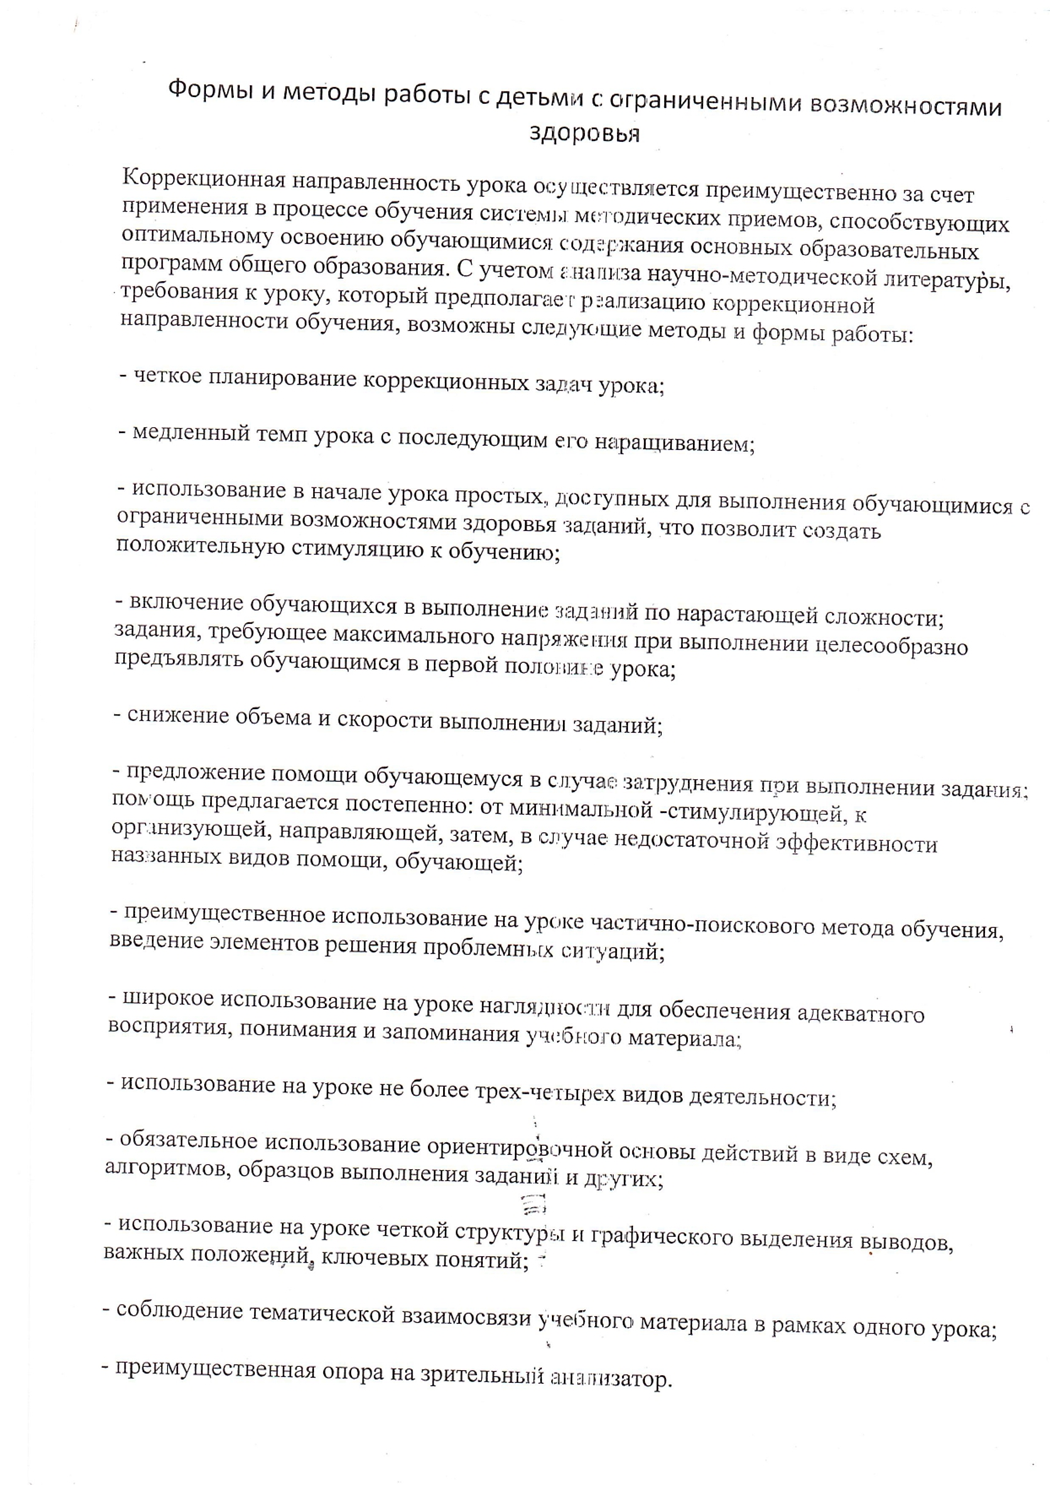 Формы и методы работы с детьми с ограниченными возможностями
здоровья
Коррекционная направленность урока осуществляется преимущественно за счет
применения в процессе обучения системы методических приемов, способствующих
оптимальному освоению обучающимися содержания основных образовательных
программ общего образования. С учетом анализа научно-методической литературы,
требования к уроку, который предполагает реализацию коррекционной
направленности обучения, возможны следующие методы и формы работы:
- четкое планирование коррекционных задач урока;
- медленный темп урока с последующим его наращиванием;
- использование в начале урока простых, доступных для выполнения обучающимися с
ограниченными возможностями здоровья заданий, что позволит создать
положительную стимуляцию к обучению;
- включение обучающихся в выполнение заданий по нарастающей сложности;
задания, требующее максимального напряжения при выполнении целесообразно
предъявлять обучающимся в первой половине урока;
- снижение объема и скорости выполнения заданий;
- предложение помощи обучающемуся в случае затруднения при выполнении задания;
помощь предлагается постепенно: от минимальной -стимулирующей, к
организующей, направляющей, затем, в случае недостаточной эффективности
названных видов помощи, обучающей;
- преимущественное использование на уроке частично-поискового метода обучения,
введение элементов решения проблемных ситуаций;
- широкое использование на уроке наглядности для обеспечения адекватного
восприятия, понимания и запоминания учебного материала;
- использование на уроке не более трех-четырех видов деятельности;
- обязательное использование ориентировочной основы действий в виде схем,
алгоритмов, образцов выполнения заданий и других;
- использование на уроке четкой структуры и графического выделения выводов,
важных положений, ключевых понятий;
- соблюдение тематической взаимосвязи учебного материала в рамках одного урока;
- преимущественная опора на зрительный анализатор.